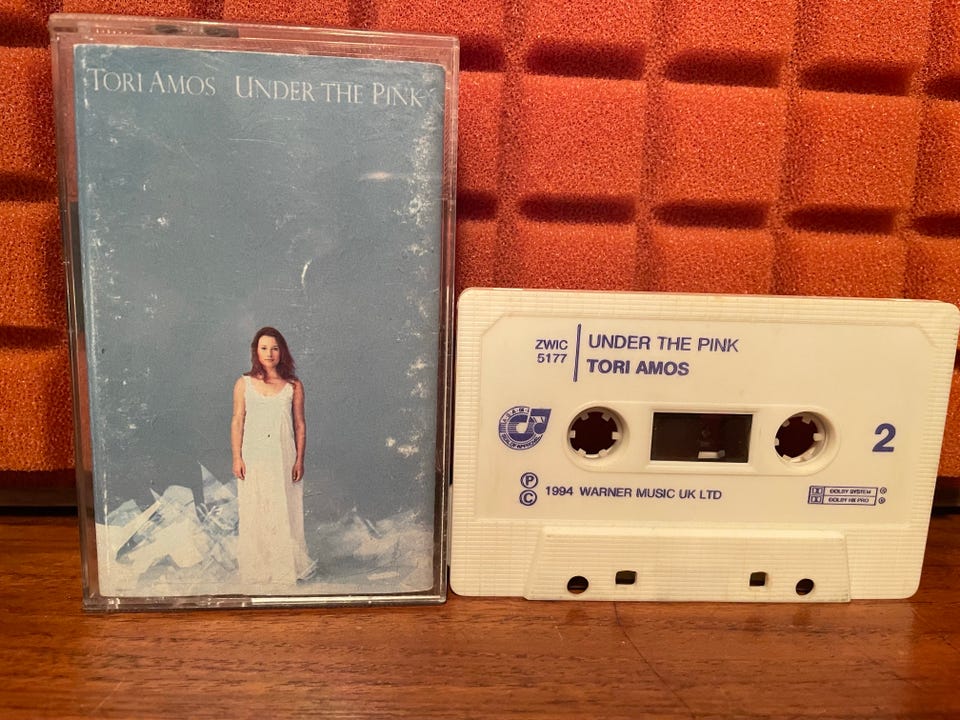 TORI AMOS UNDER THE PINK
ZWIC
5177
UNDER THE PINK
TORI AMOS
2
Ⓟ
© 1994 WARNER MUSIC UK LTD
DOLBY SYSTEM
DOLBY HX PRO